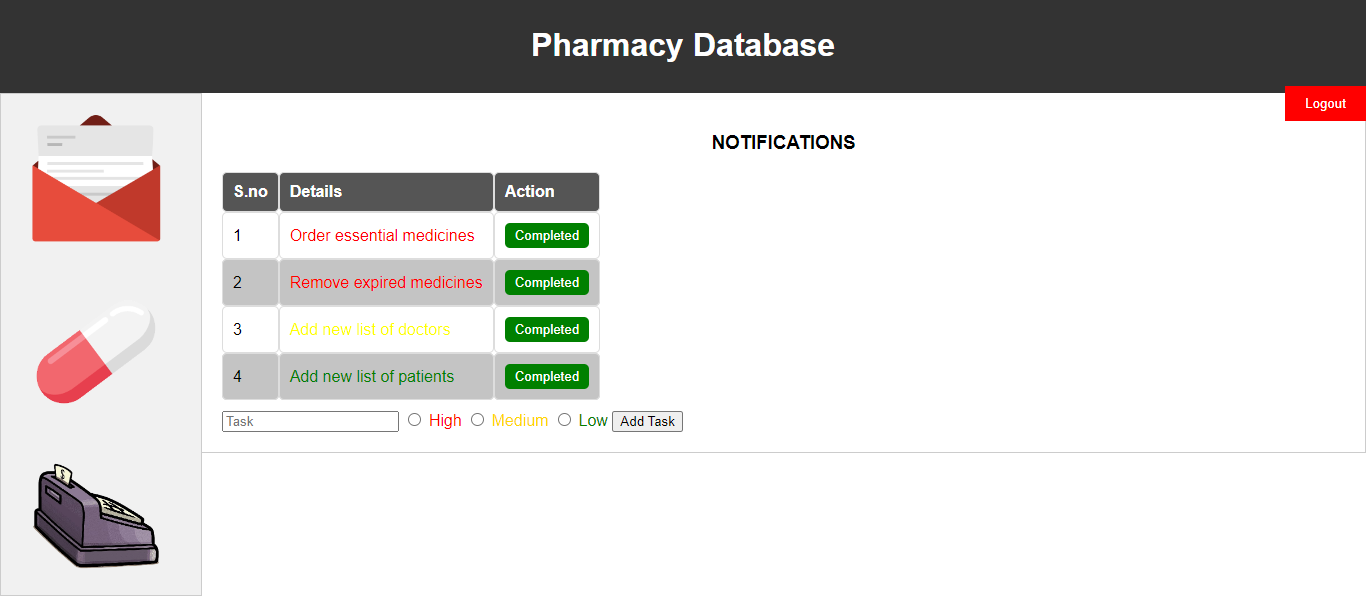 Pharmacy Database
Logout
NOTIFICATIONS
S.no Details Action
1 Order essential medicines Completed
2 Remove expired medicines Completed
3 Add new list of doctors Completed
4 Add new list of patients Completed
Task High Medium Low Add Task
$